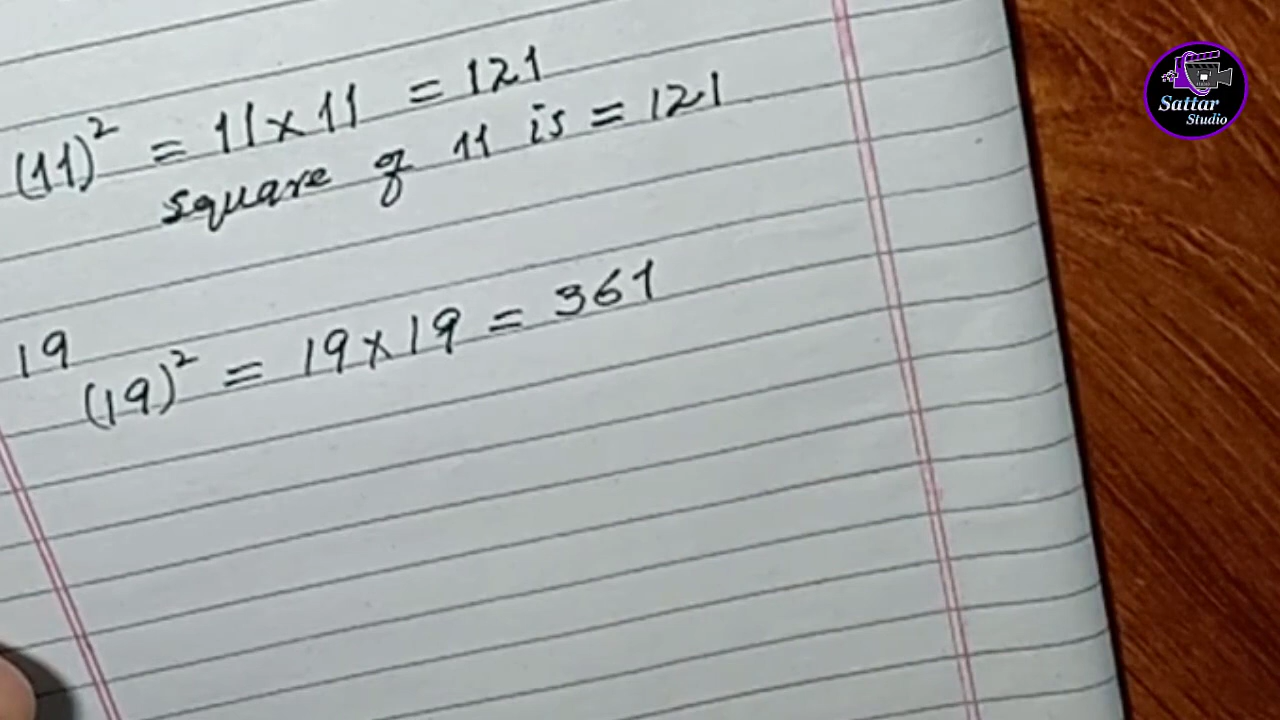 (11)² = 11 × 11 = 121
square of 11 is = 121
19
(19)² = 19 × 19 = 361
Sattar
Studio